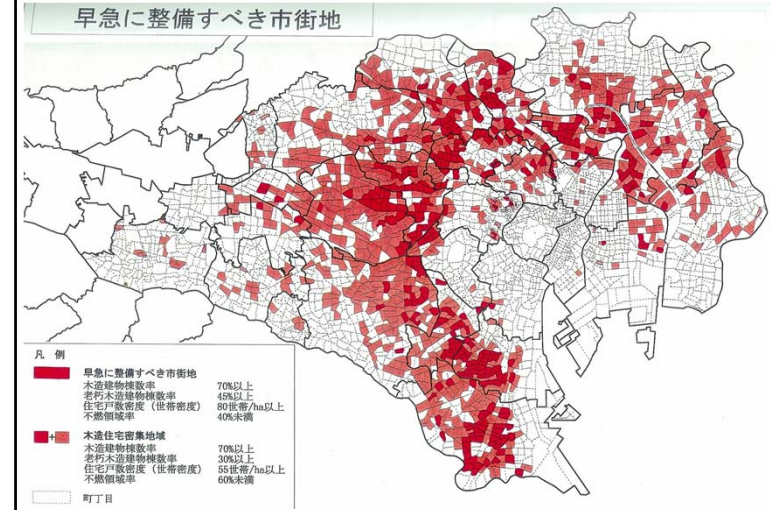 早急に整備すべき市街地
凡 例
早急に整備すべき市街地
木造建物棟数率 70%以上
老朽木造建物棟数率 45%以上
住宅戸数密度(世帯密度) 80世帯/ha以上
不燃領域率 40%未満
+ 木造住宅密集地域
木造建物棟数率 70%以上
老朽木造建物棟数率 30%以上
住宅戸数密度(世帯密度) 55世帯/ha以上
不燃領域率 60%未満
町丁目